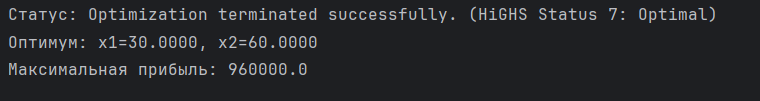 Статус: Optimization terminated successfully. (HiGHS Status 7: Optimal)
Оптимум: x1=30.0000, x2=60.0000
Максимальная прибыль: 960000.0